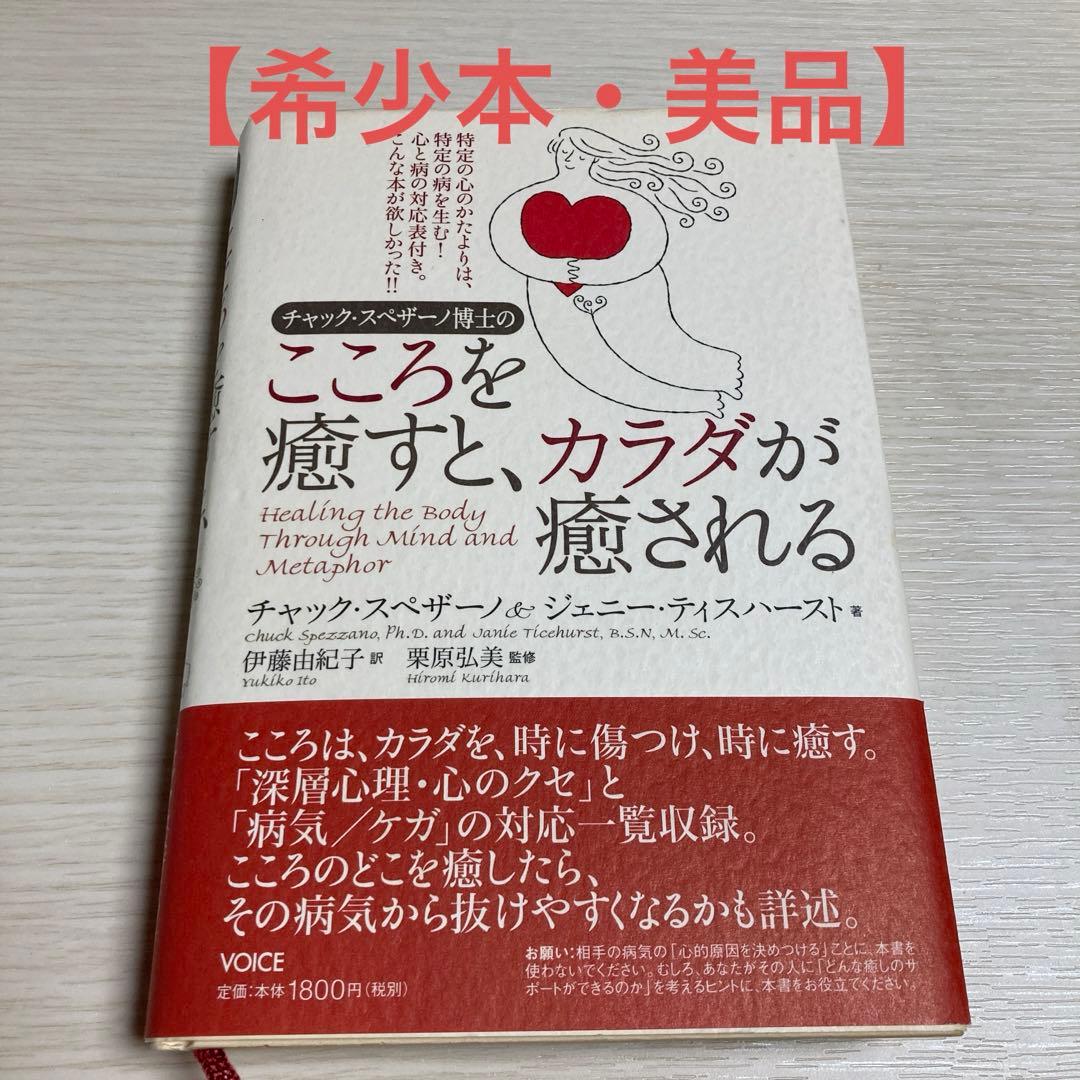 【希少本・美品】
特定の心のかたよりは、
特定の病を生む!
心と病の対応表付き。
こんな本が欲しかった!!
チャック・スペザーノ博士の
こころを
癒すと、カラダが
癒される
Healing the Body
Through Mind and
Metaphor
チャック・スペザーノ & ジェニー・ティスハースト 著
Chuck Spezzano, Ph.D. and Janie Ticehurst, B.S.N, M. Sc.
伊藤由紀子 訳 栗原弘美 監修
Yukiko Ito Hiromi Kurihara
こころは、カラダを、時に傷つけ、時に癒す。
「深層心理・心のクセ」と
「病気/ケガ」の対応一覧収録。
こころのどこを癒したら、
その病気から抜けやすくなるかも詳述。
VOICE
定価:本体1800円(税別)
お願い:相手の病気の「心的原因を決めつける」ことに、本書を
使わないでください。むしろ、あなたがその人に「どんな癒しのサ
ポートができるのか」を考えるヒントに、本書をお役立てください。